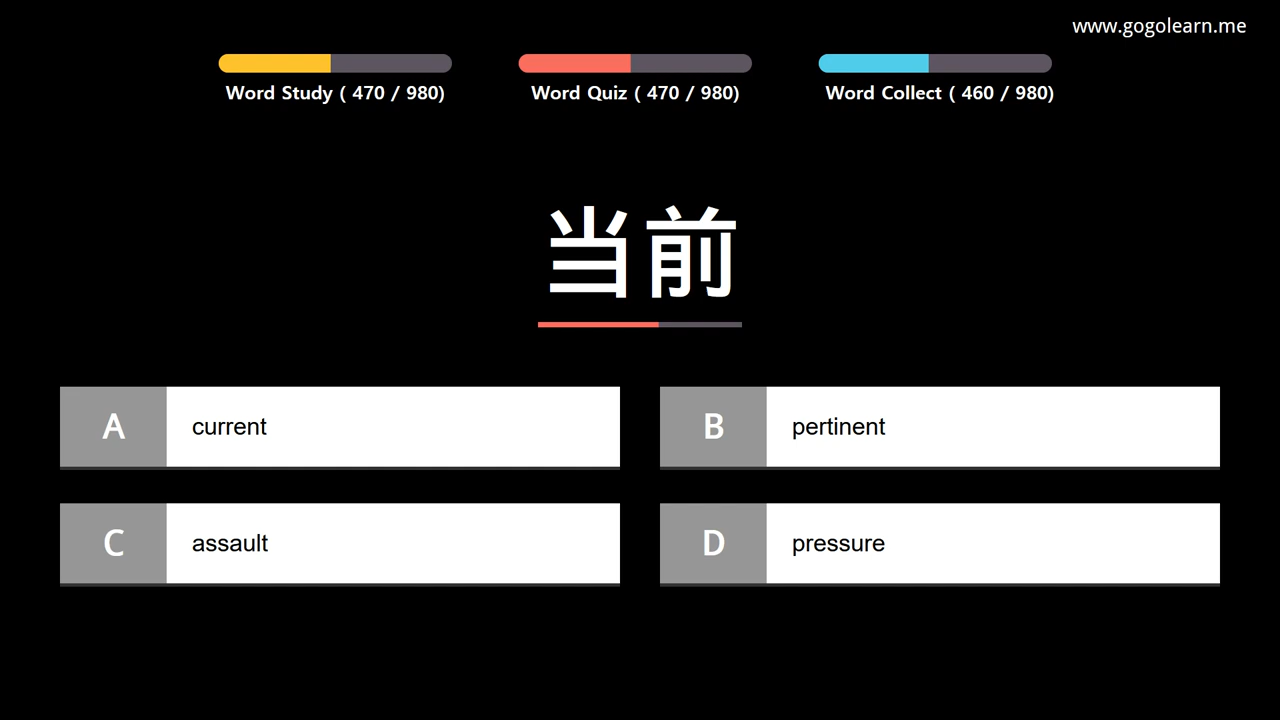 www.gogolearn.me
Word Study ( 470 / 980)
Word Quiz ( 470 / 980)
Word Collect ( 460 / 980)
当前
A current
B pertinent
C assault
D pressure